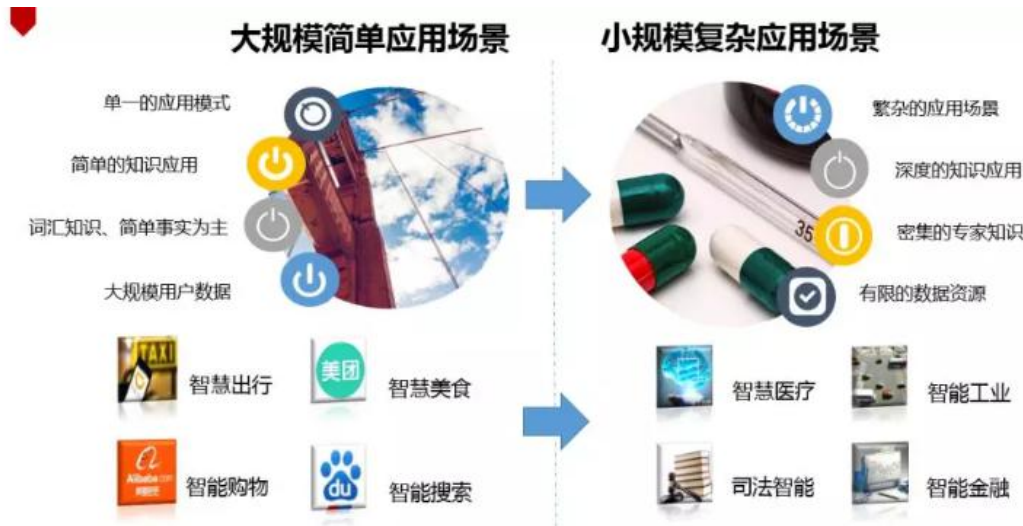 大规模简单应用场景
小规模复杂应用场景
单一的应用模式
简单的知识应用
词汇知识、简单事实为主
大规模用户数据
繁杂的应用场景
深度的知识应用
密集的专家知识
有限的数据资源
35
TAXI
智慧出行
美团
智慧美食
智慧医疗
智能工业
Alibaba.com
智能购物
du
智能搜索
司法智能
智能金融